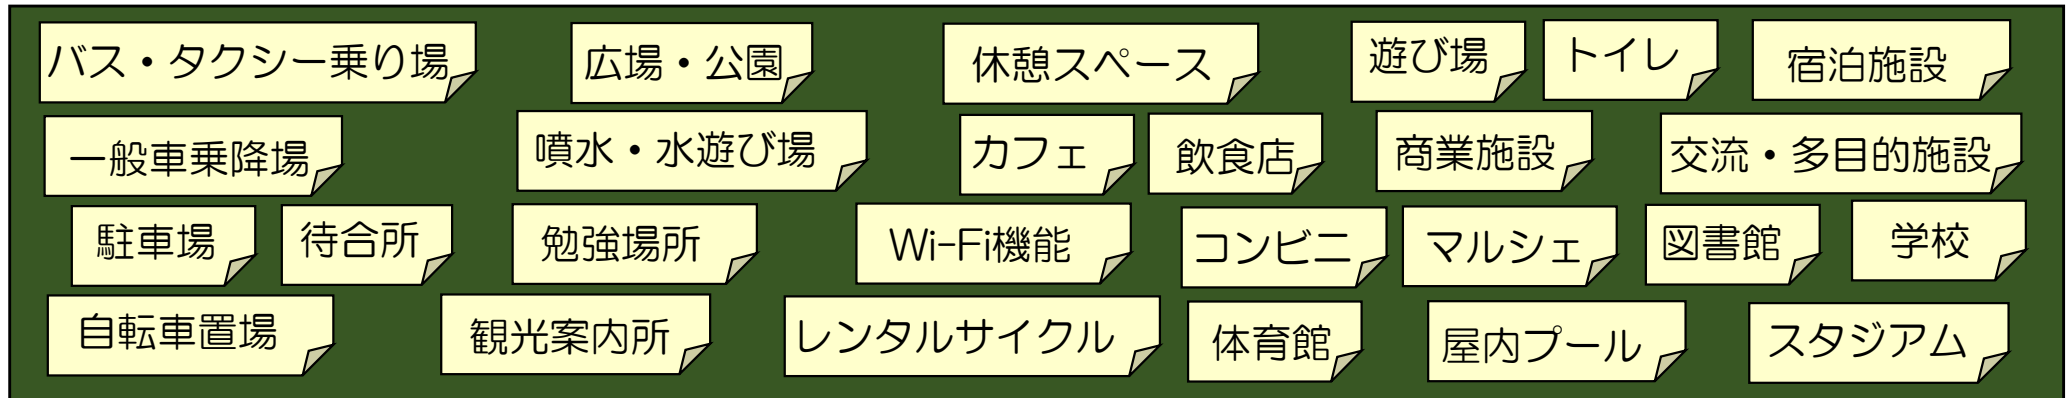 バス・タクシー乗り場
広場・公園
休憩スペース
遊び場
トイレ
宿泊施設
一般車乗降場
噴水・水遊び場
カフェ
飲食店
商業施設
交流・多目的施設
駐車場
待合所
勉強場所
Wi-Fi機能
コンビニ
マルシェ
図書館
学校
自転車置場
観光案内所
レンタルサイクル
体育館
屋内プール
スタジアム